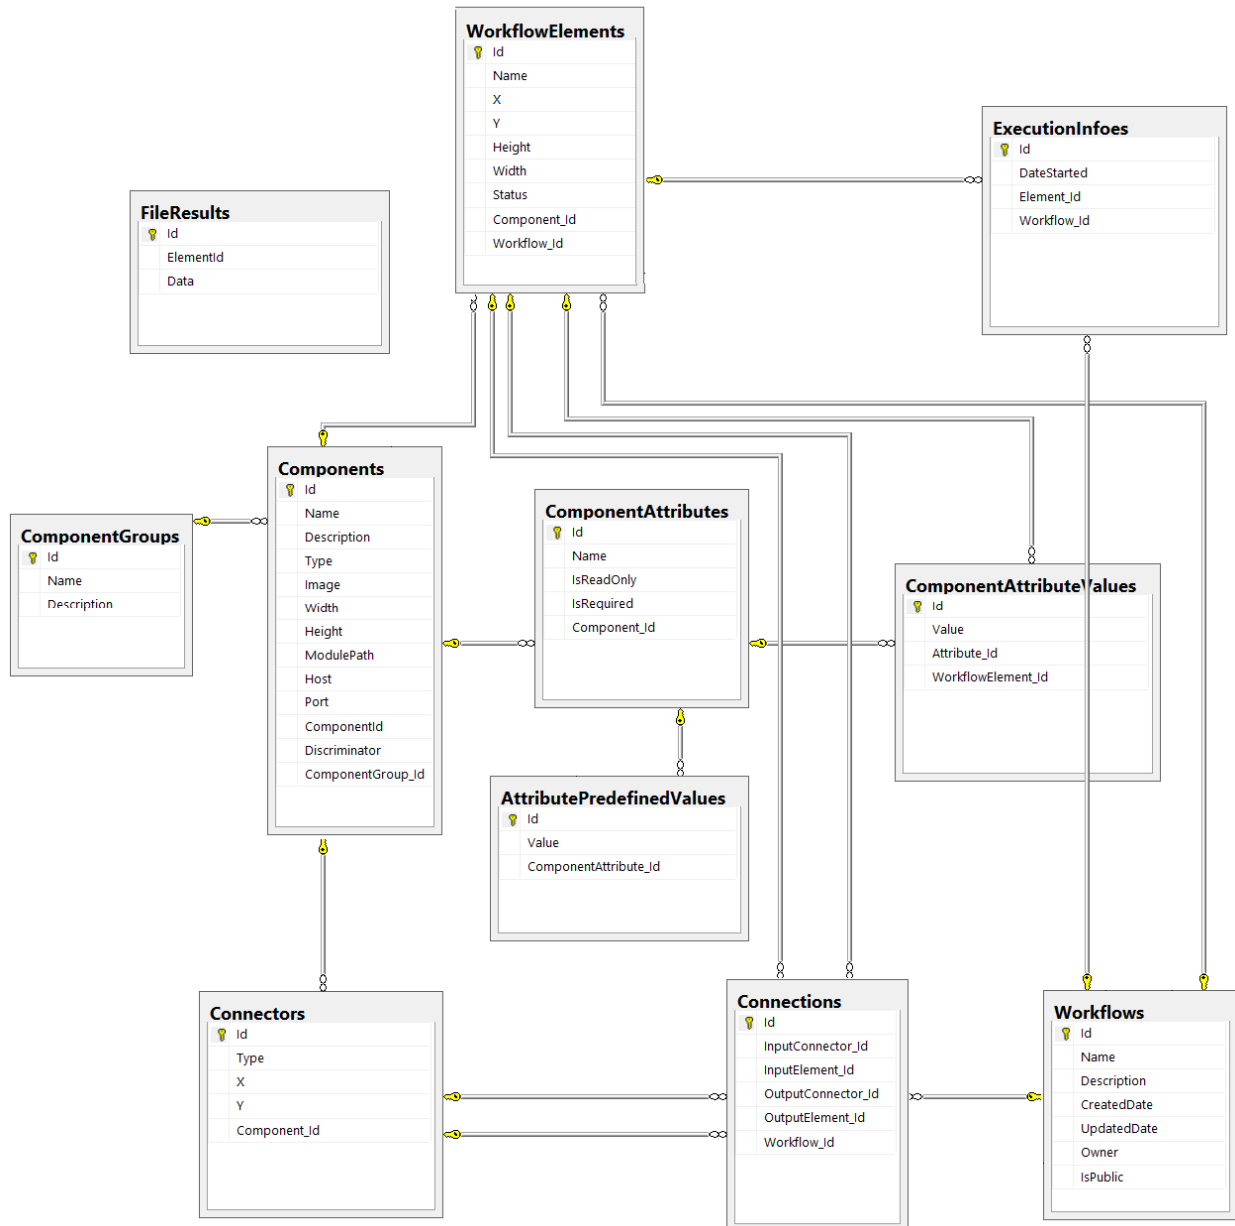 WorkflowElements
Id
Name
X
Y
Height
Width
Status
Component_Id
Workflow_Id
ExecutionInfoes
Id
DateStarted
Element_Id
Workflow_Id
FileResults
Id
ElementId
Data
Components
Id
Name
Description
Type
Image
Width
Height
ModulePath
Host
Port
ComponentId
Discriminator
ComponentGroup_Id
ComponentGroups
Id
Name
Description
ComponentAttributes
Id
Name
IsReadOnly
IsRequired
Component_Id
ComponentAttributeValues
Id
Value
Attribute_Id
WorkflowElement_Id
AttributePredefinedValues
Id
Value
ComponentAttribute_Id
Connectors
Id
Type
X
Y
Component_Id
Connections
Id
InputConnector_Id
InputElement_Id
OutputConnector_Id
OutputElement_Id
Workflow_Id
Workflows
Id
Name
Description
CreatedDate
UpdatedDate
Owner
IsPublic